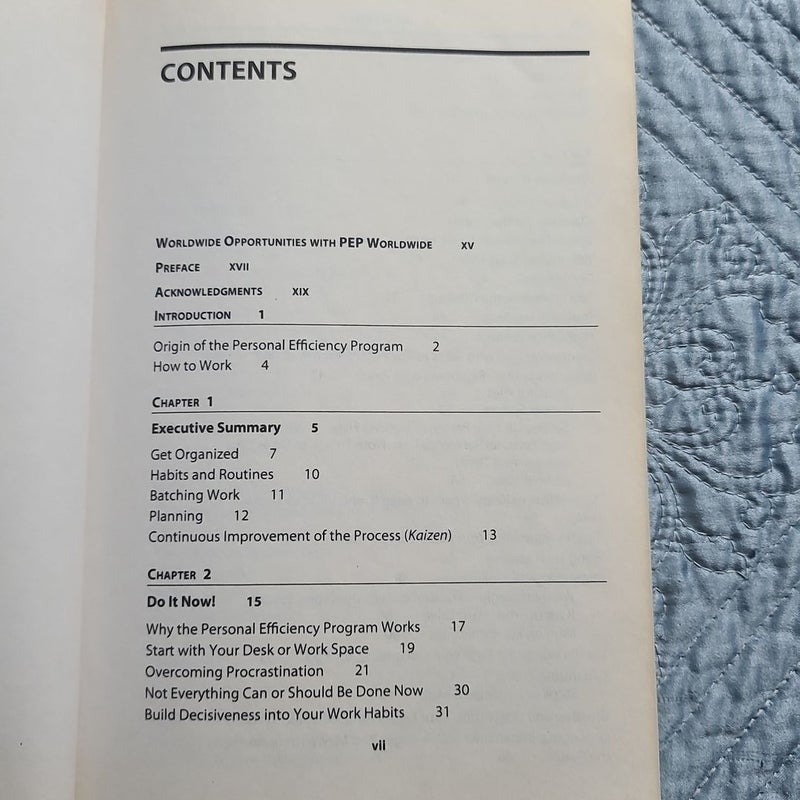 CONTENTS
Worldwide Opportunities with PEP Worldwide xv
Preface xvii
Acknowledgments xix
Introduction 1
Origin of the Personal Efficiency Program 2
How to Work 4
Chapter 1
Executive Summary 5
Get Organized 7
Habits and Routines 10
Batching Work 11
Planning 12
Continuous Improvement of the Process (Kaizen) 13
Chapter 2
Do It Now! 15
Why the Personal Efficiency Program Works 17
Start with Your Desk or Work Space 19
Overcoming Procrastination 21
Not Everything Can or Should Be Done Now 30
Build Decisiveness into Your Work Habits 31
vii